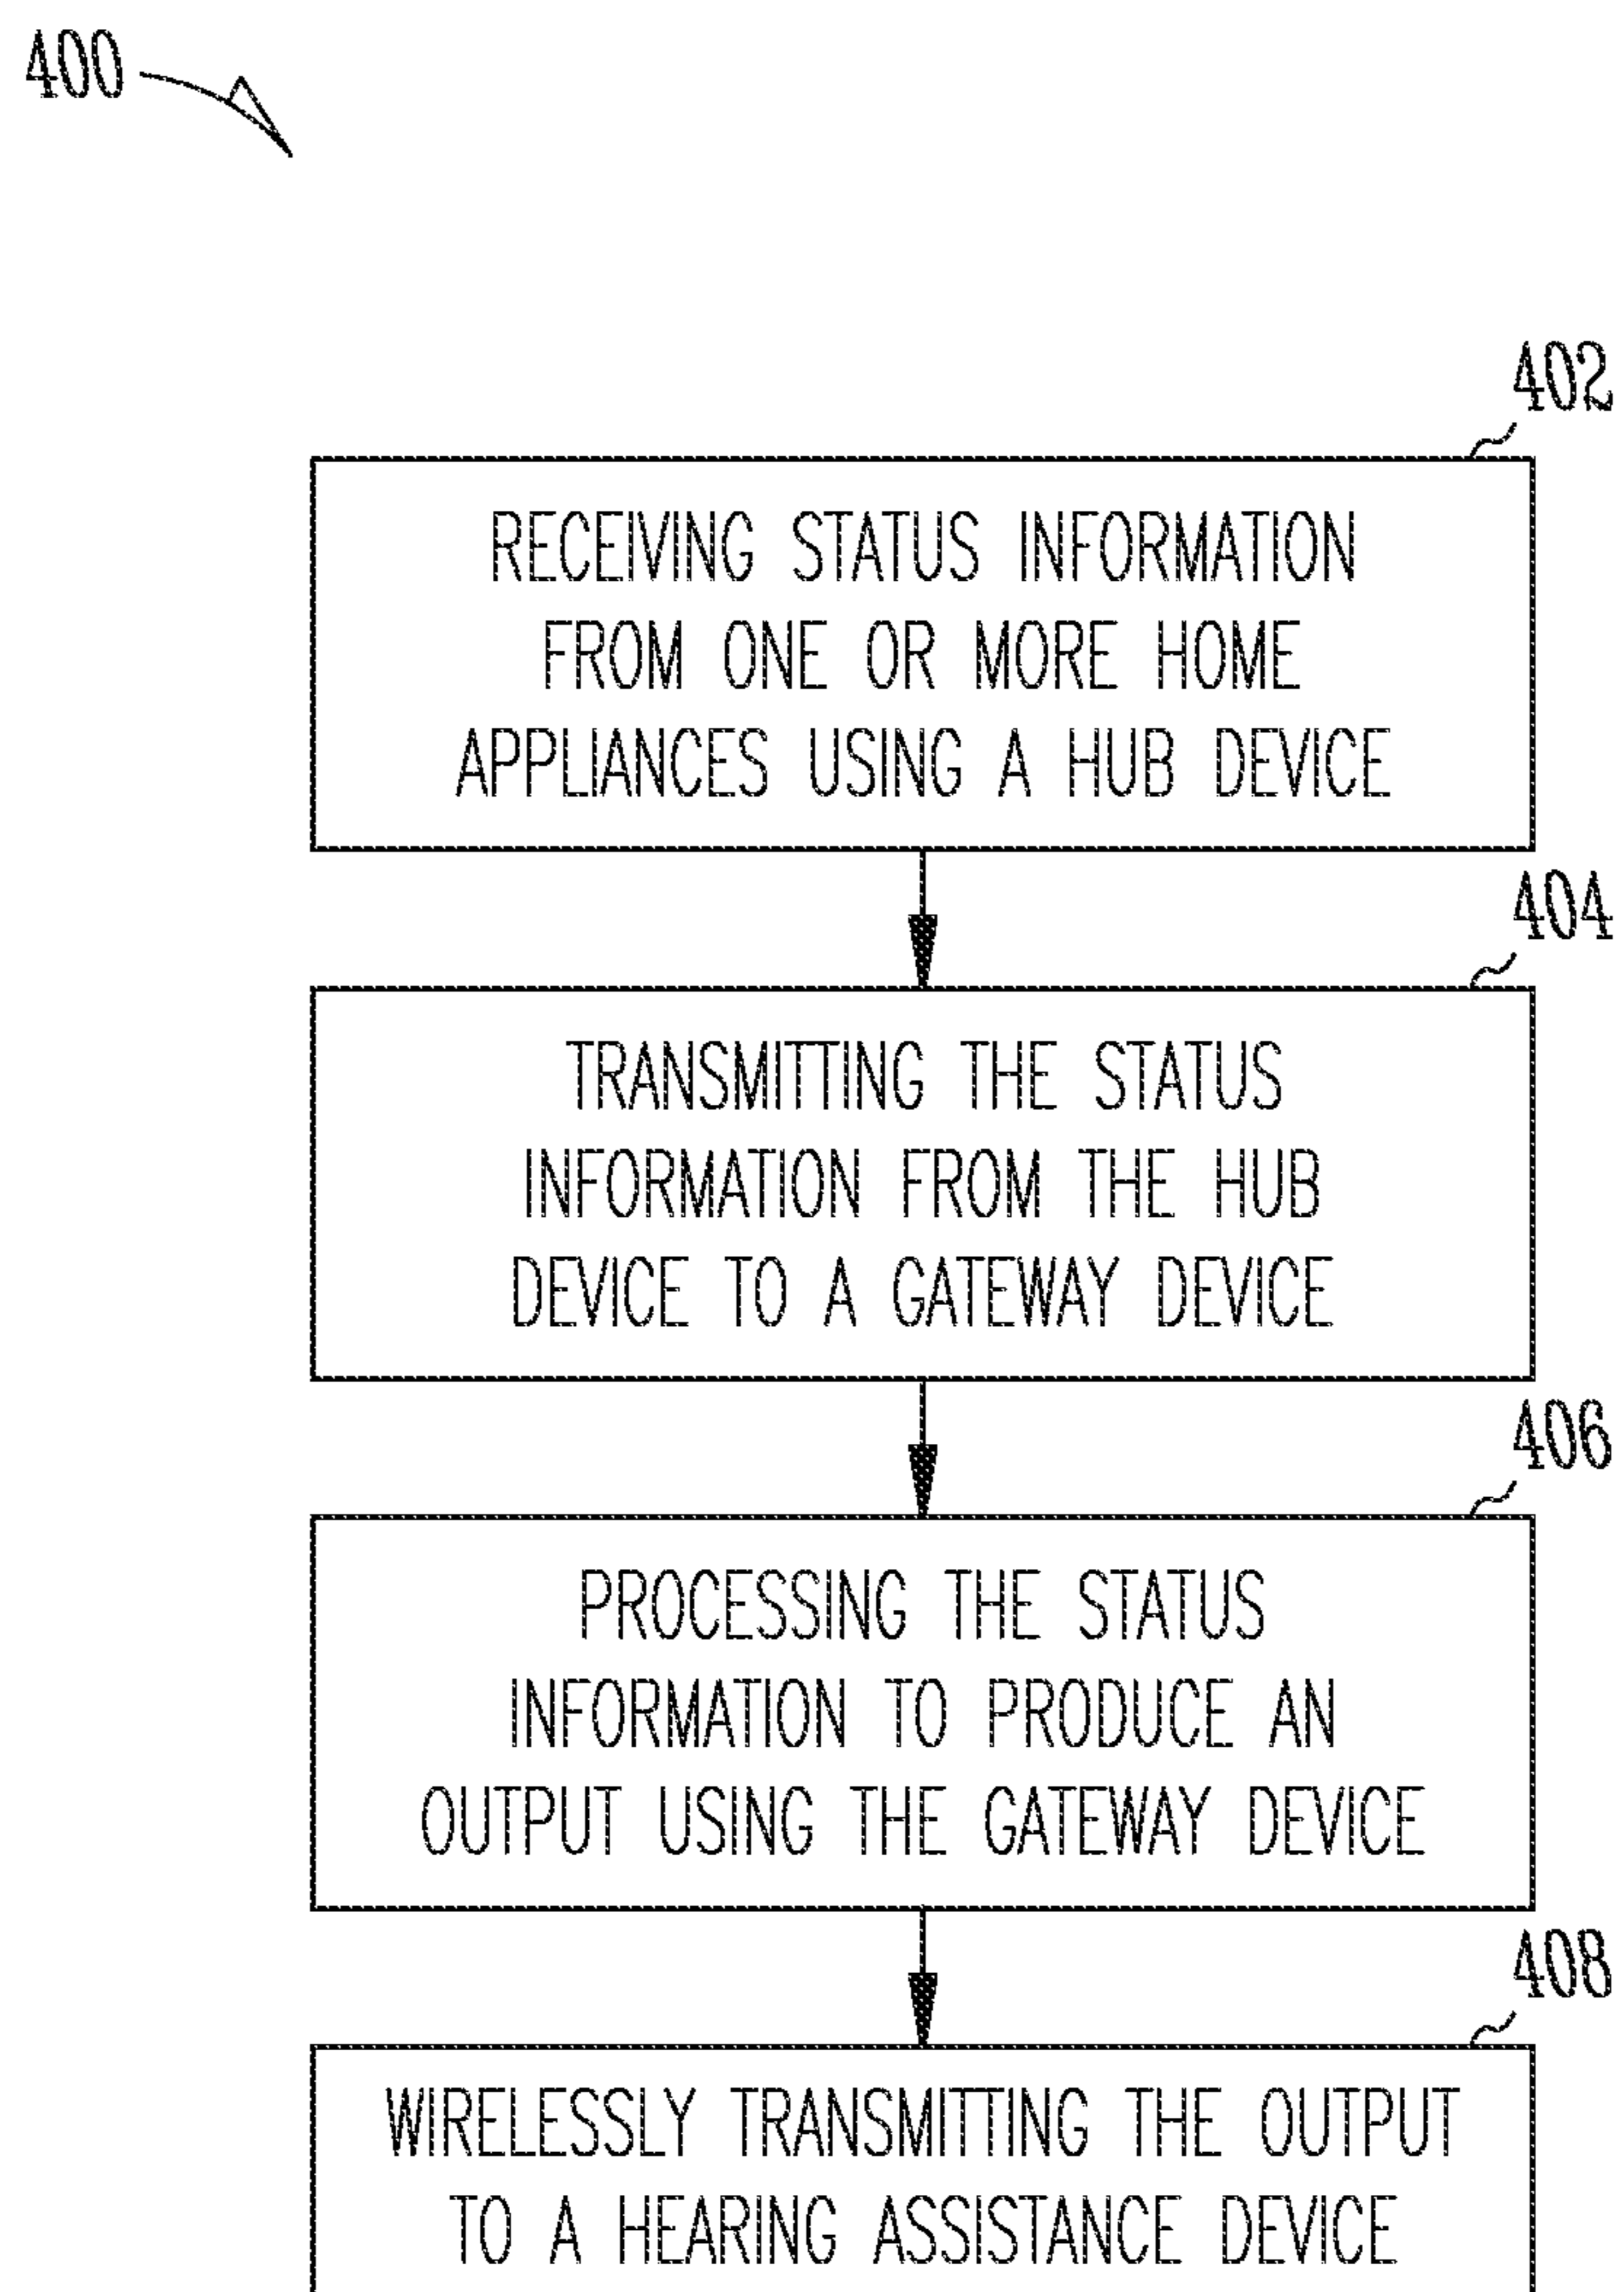 400
402
RECEIVING STATUS INFORMATION
FROM ONE OR MORE HOME
APPLIANCES USING A HUB DEVICE
404
TRANSMITTING THE STATUS
INFORMATION FROM THE HUB
DEVICE TO A GATEWAY DEVICE
406
PROCESSING THE STATUS
INFORMATION TO PRODUCE AN
OUTPUT USING THE GATEWAY DEVICE
408
WIRELESSLY TRANSMITTING THE OUTPUT
TO A HEARING ASSISTANCE DEVICE